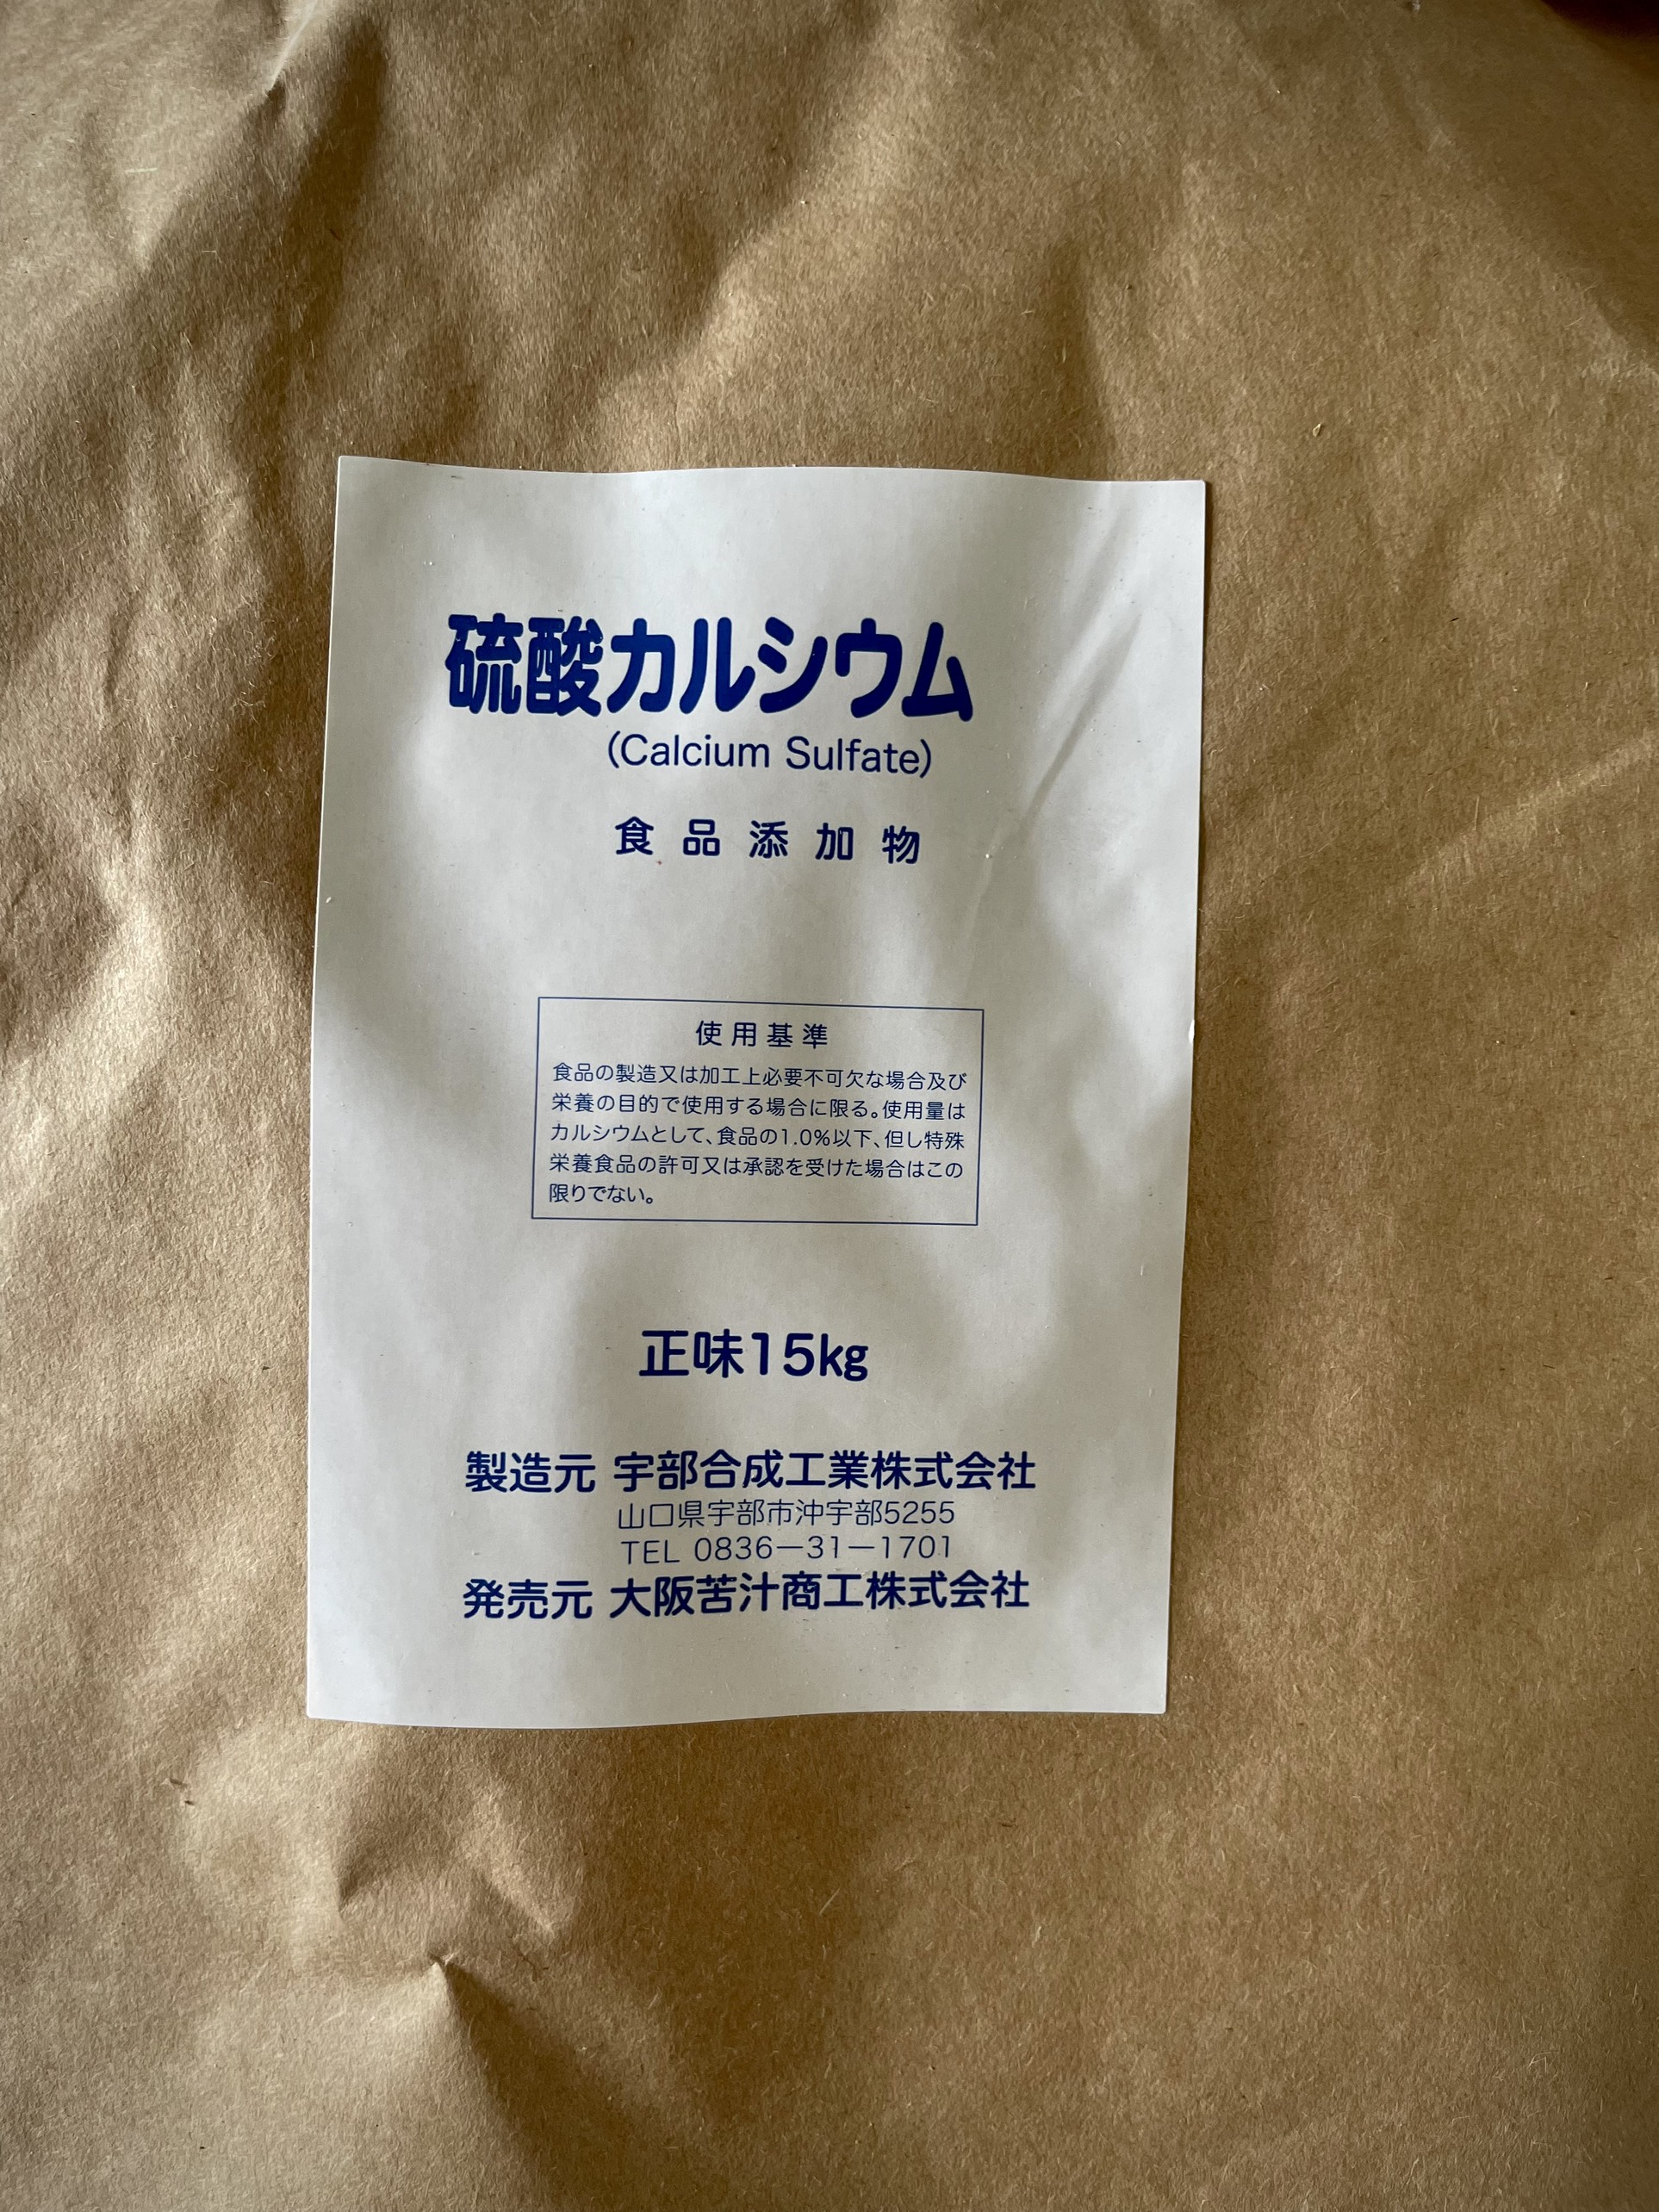 硫酸カルシウム
(Calcium Sulfate)
食品添加物
使用基準
食品の製造又は加工上必要不可欠な場合及び
栄養の目的で使用する場合に限る。使用量は
カルシウムとして、食品の1.0%以下、但し特殊
栄養食品の許可又は承認を受けた場合はこの
限りでない。
正味15kg
製造元 宇部合成工業株式会社
山口県宇部市沖宇部5255
TEL 0836−31−1701
発売元 大阪苦汁商工株式会社